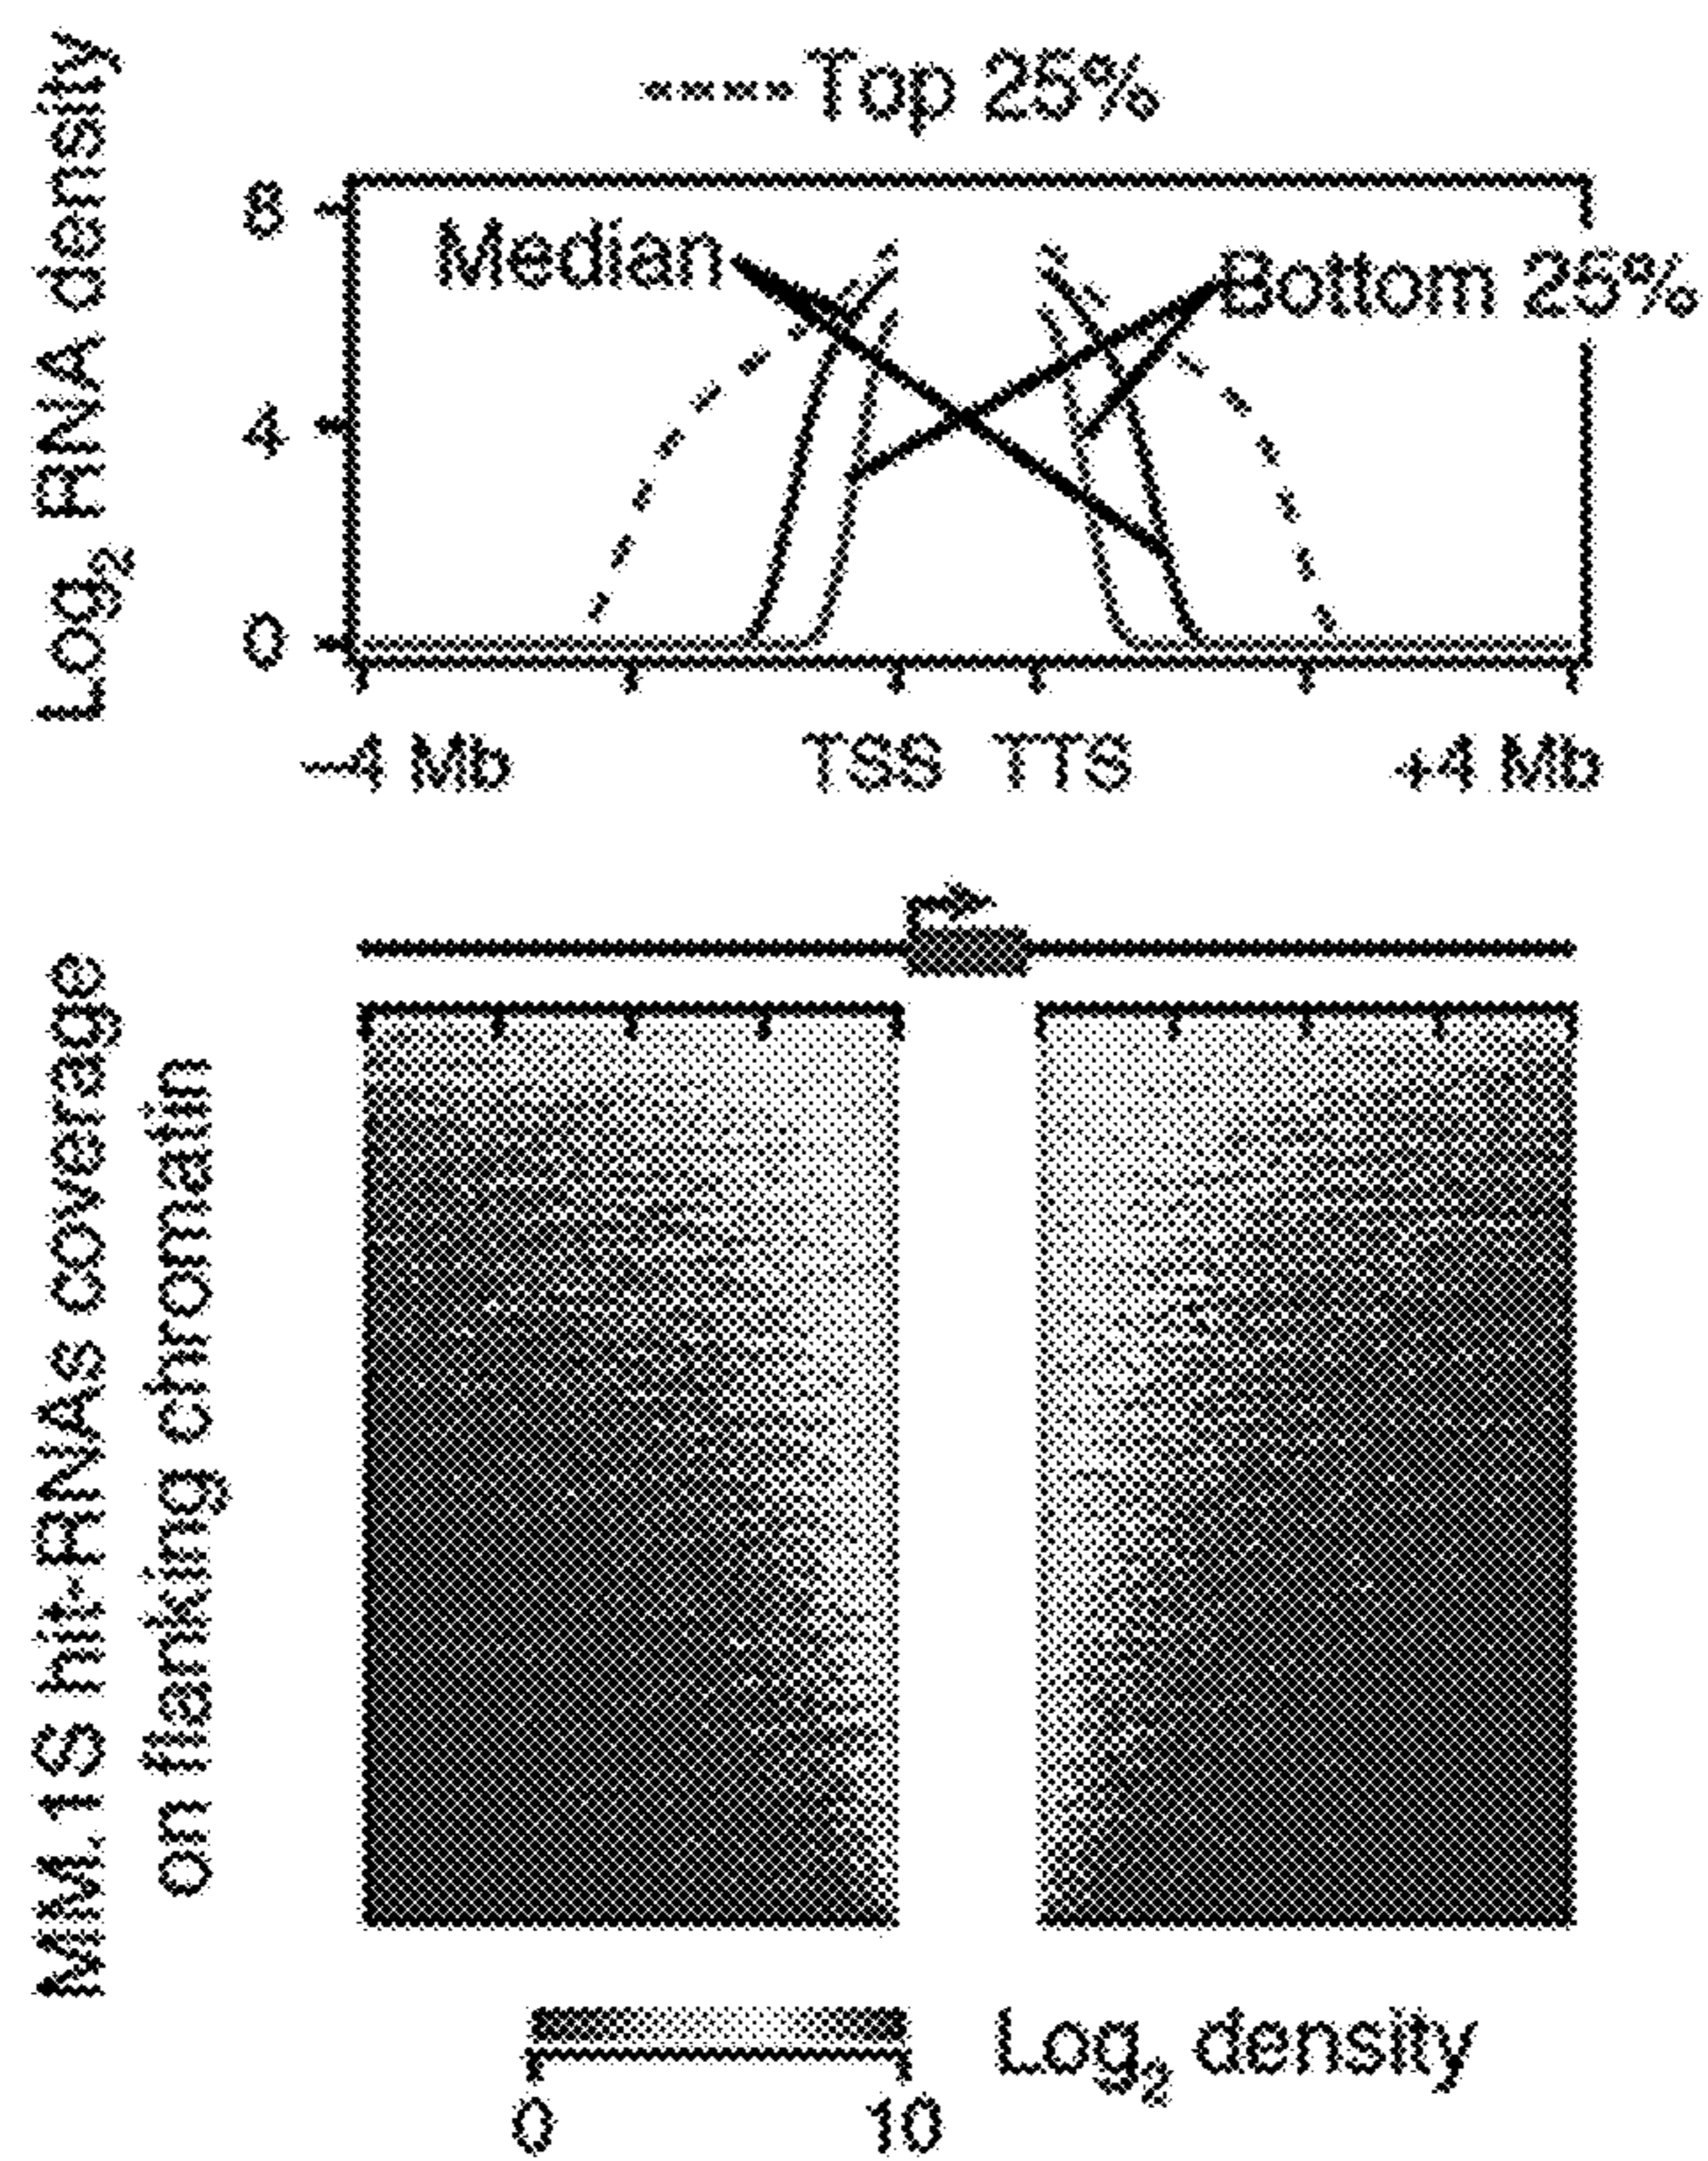 Top 25%
Log2 RNA density
8
4
0
Median
Bottom 25%
−4 Mb
TSS
TTS
+4 Mb
MM.1S hit-RNAs coverage
on flanking chromatin
0
10
Log2 density